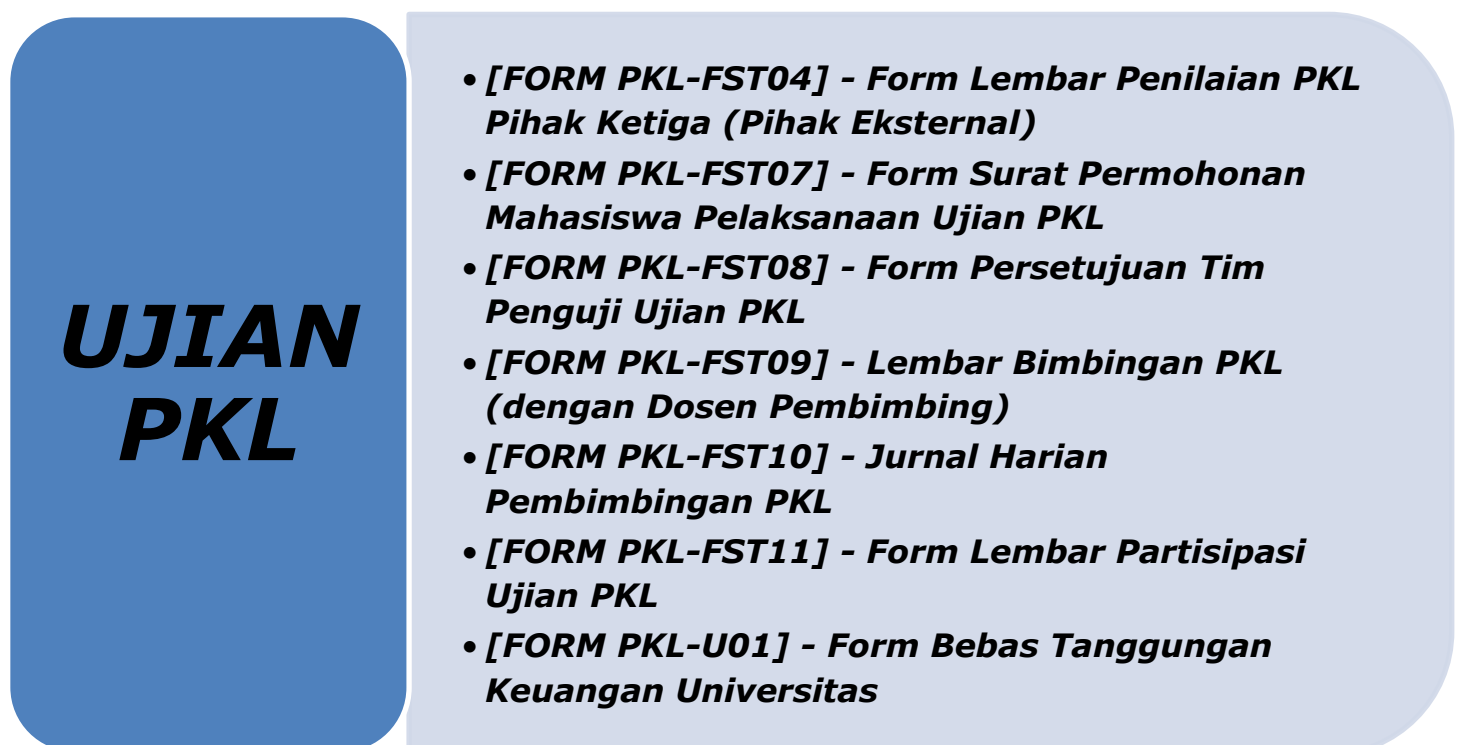 UJIAN
PKL
• [FORM PKL-FST04] - Form Lembar Penilaian PKL
Pihak Ketiga (Pihak Eksternal)
• [FORM PKL-FST07] - Form Surat Permohonan
Mahasiswa Pelaksanaan Ujian PKL
• [FORM PKL-FST08] - Form Persetujuan Tim
Penguji Ujian PKL
• [FORM PKL-FST09] - Lembar Bimbingan PKL
(dengan Dosen Pembimbing)
• [FORM PKL-FST10] - Jurnal Harian
Pembimbingan PKL
• [FORM PKL-FST11] - Form Lembar Partisipasi
Ujian PKL
• [FORM PKL-U01] - Form Bebas Tanggungan
Keuangan Universitas